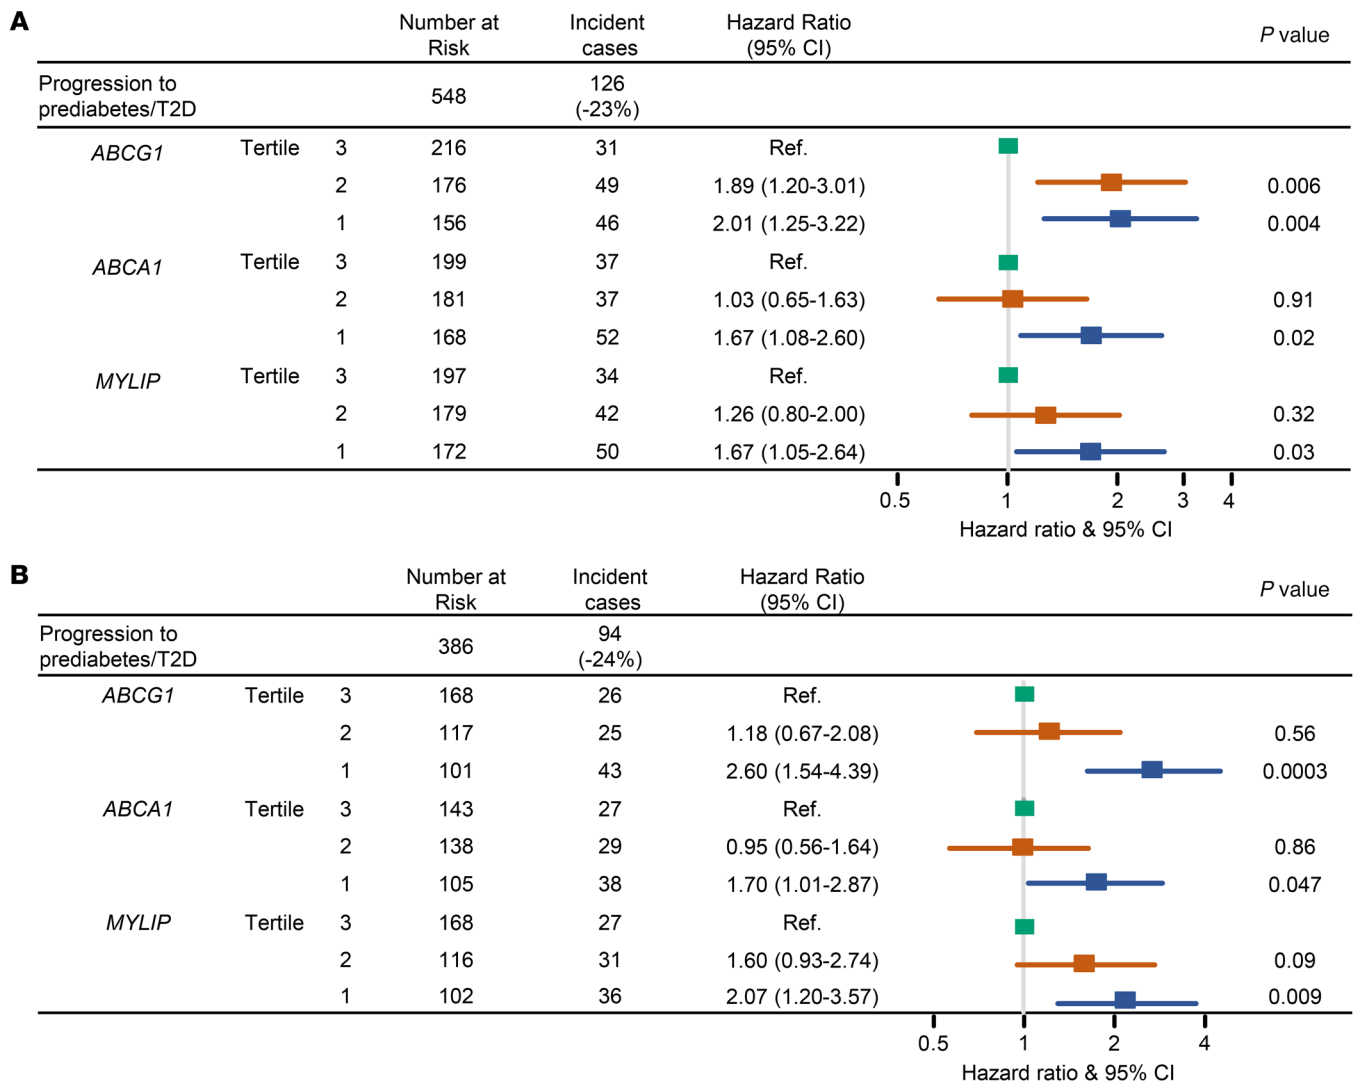 A
Number at Risk Incident cases Hazard Ratio (95% CI) P value
Progression to prediabetes/T2D 548 126 (-23%)
ABCG1 Tertile 3 216 31 Ref.
2 176 49 1.89 (1.20-3.01) 0.006
1 156 46 2.01 (1.25-3.22) 0.004
ABCA1 Tertile 3 199 37 Ref.
2 181 37 1.03 (0.65-1.63) 0.91
1 168 52 1.67 (1.08-2.60) 0.02
MYLIP Tertile 3 197 34 Ref.
2 179 42 1.26 (0.80-2.00) 0.32
1 172 50 1.67 (1.05-2.64) 0.03
0.5 1 2 3 4
Hazard ratio & 95% CI
B
Number at Risk Incident cases Hazard Ratio (95% CI) P value
Progression to prediabetes/T2D 386 94 (-24%)
ABCG1 Tertile 3 168 26 Ref.
2 117 25 1.18 (0.67-2.08) 0.56
1 101 43 2.60 (1.54-4.39) 0.0003
ABCA1 Tertile 3 143 27 Ref.
2 138 29 0.95 (0.56-1.64) 0.86
1 105 38 1.70 (1.01-2.87) 0.047
MYLIP Tertile 3 168 27 Ref.
2 116 31 1.60 (0.93-2.74) 0.09
1 102 36 2.07 (1.20-3.57) 0.009
0.5 1 2 4
Hazard ratio & 95% CI